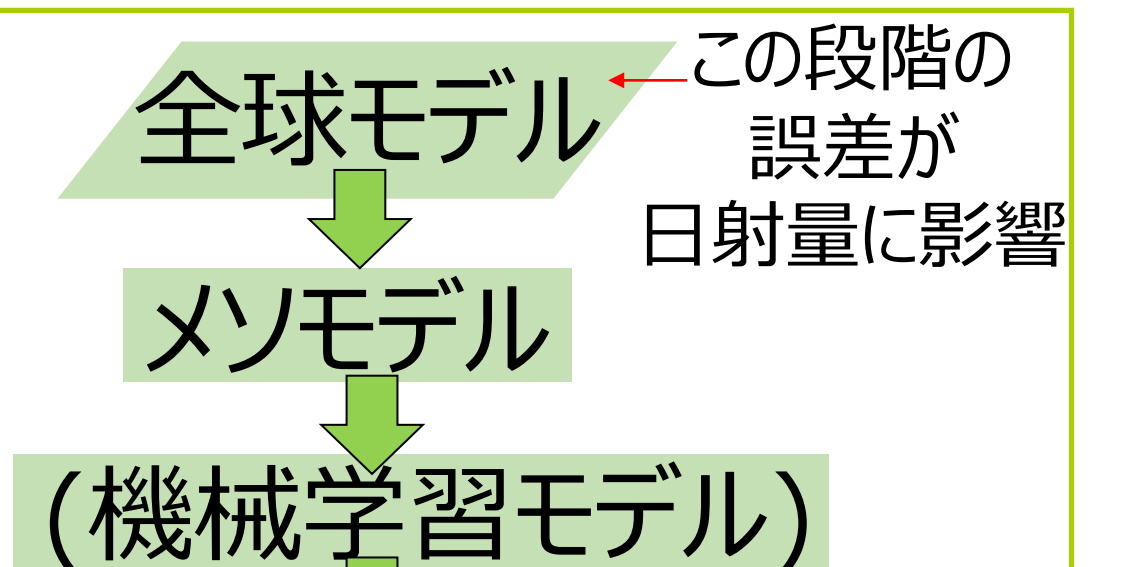 全球モデル
この段階の
誤差が
日射量に影響
メソモデル
(機械学習モデル)